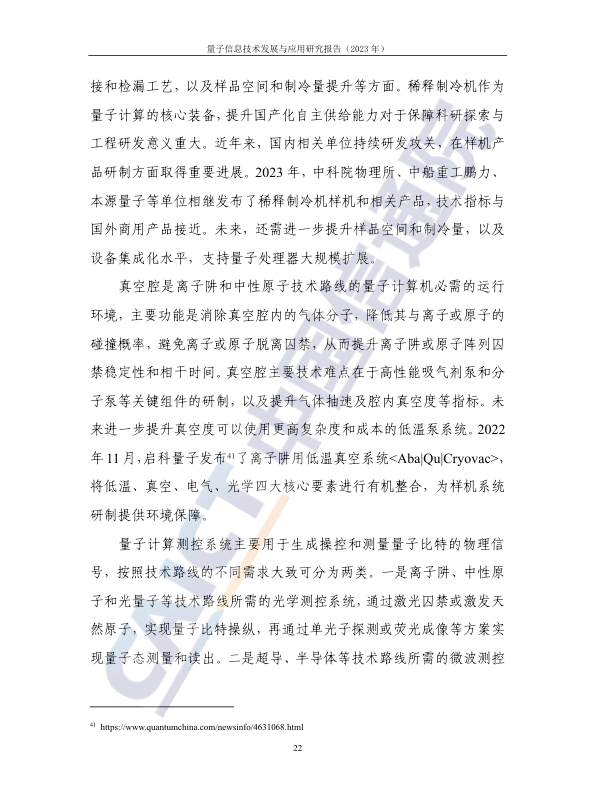 量子信息技术发展与应用研究报告（2023 年）
接和检漏工艺，以及样品空间和制冷量提升等方面。稀释制冷机作为
量子计算的核心装备，提升国产化自主供给能力对于保障科研探索与
工程研发意义重大。近年来，国内相关单位持续研发攻关，在样机产
品研制方面取得重要进展。2023 年，中科院物理所、中船重工鹏力、
本源量子等单位相继发布了稀释制冷机样机和相关产品，技术指标与
国外商用产品接近。未来，还需进一步提升样品空间和制冷量，以及
设备集成化水平，支持量子处理器大规模扩展。
真空腔是离子阱和中性原子技术路线的量子计算机必需的运行
环境，主要功能是消除真空腔内的气体分子，降低其与离子或原子的
碰撞概率，避免离子或原子脱离囚禁，从而提升离子阱或原子阵列囚
禁稳定性和相干时间。真空腔主要技术难点在于高性能吸气剂泵和分
子泵等关键组件的研制，以及提升气体抽速及腔内真空度等指标。未
来进一步提升真空度可以使用更高复杂度和成本的低温泵系统。2022
年 11 月，启科量子发布41了离子阱用低温真空系统<Aba|Qu|Cryovac>，
将低温、真空、电气、光学四大核心要素进行有机整合，为样机系统
研制提供环境保障。
量子计算测控系统主要用于生成操控和测量量子比特的物理信
号，按照技术路线的不同需求大致可分为两类。一是离子阱、中性原
子和光量子等技术路线所需的光学测控系统，通过激光囚禁或激发天
然原子，实现量子比特操纵，再通过单光子探测或荧光成像等方案实
现量子态测量和读出。二是超导、半导体等技术路线所需的微波测控
41 https://www.quantumchina.com/newsinfo/4631068.html
22
CAICT 中国信通院